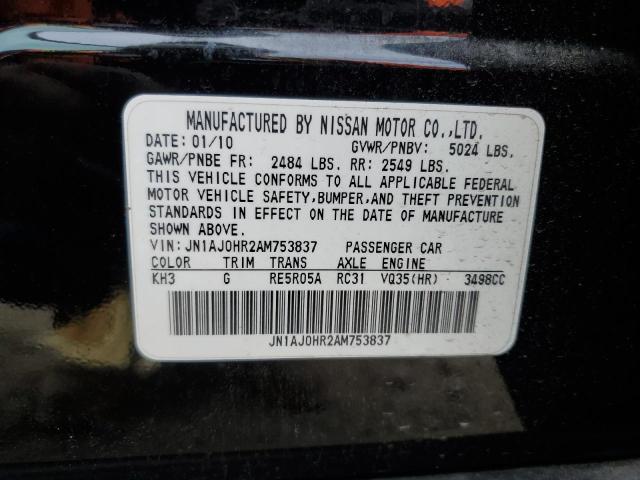 MANUFACTURED BY NISSAN MOTOR CO.,LTD.
DATE: 01/10 GVWR/PNBV: 5024 LBS.
GAWR/PNBE FR: 2484 LBS. RR: 2549 LBS.
THIS VEHICLE CONFORMS TO ALL APPLICABLE FEDERAL
MOTOR VEHICLE SAFETY,BUMPER,AND THEFT PREVENTION
STANDARDS IN EFFECT ON THE DATE OF MANUFACTURE
SHOWN ABOVE.
VIN: JN1AJ0HR2AM753837 PASSENGER CAR
COLOR TRIM TRANS AXLE ENGINE
KH3 G RE5R05A RC31 VQ35(HR) 3498CC
JN1AJ0HR2AM753837